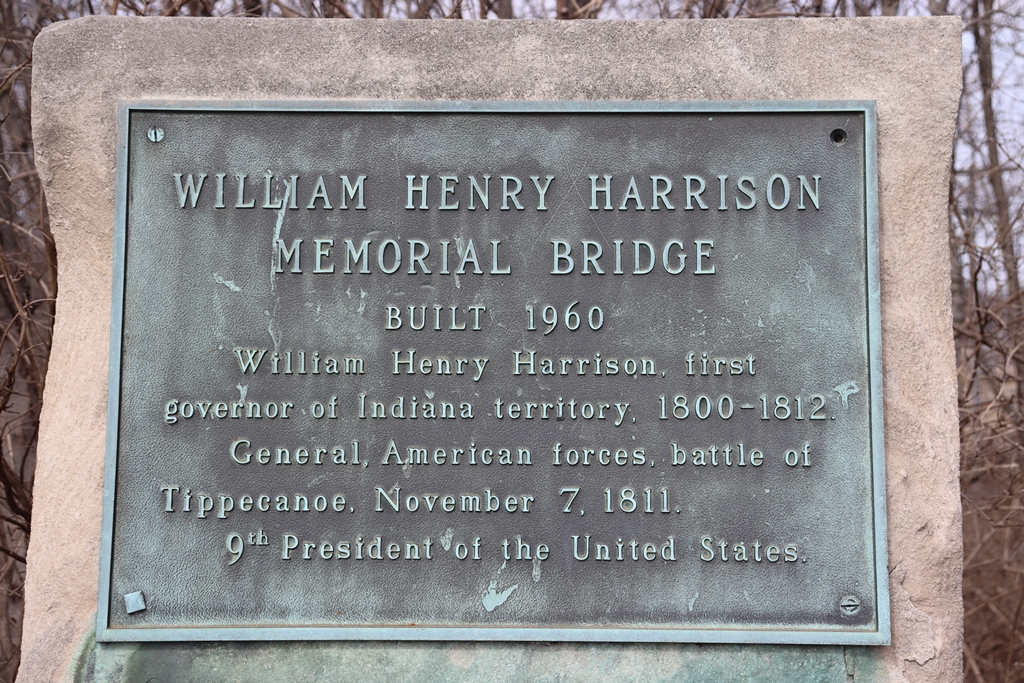 WILLIAM HENRY HARRISON
MEMORIAL BRIDGE
BUILT 1960
William Henry Harrison, first
governor of Indiana territory, 1800-1812.
General, American forces, battle of
Tippecanoe, November 7, 1811.
9th President of the United States.